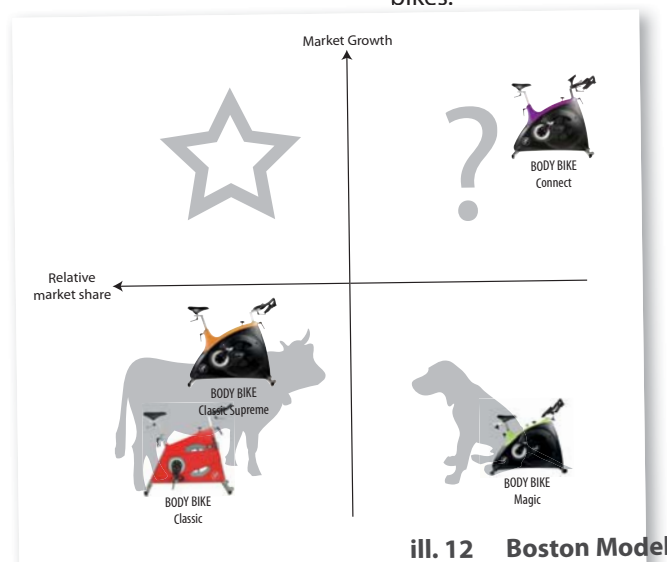 bikes.
Market Growth
?
BODY BIKE
Connect
Relative
market share
BODY BIKE
Classic Supreme
BODY BIKE
Classic
BODY BIKE
Magic
ill. 12 Boston Model